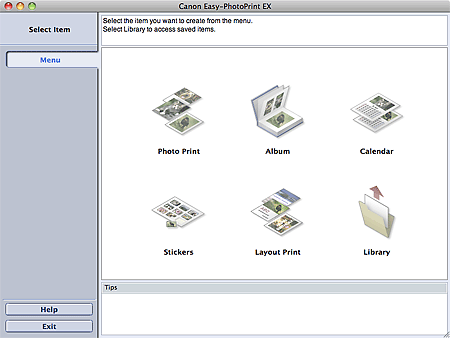 Canon Easy-PhotoPrint EX
Select Item
Select the item you want to create from the menu.
Select Library to access saved items.
Menu
Photo Print
Album
Calendar
Stickers
Layout Print
Library
Tips
Help
Exit